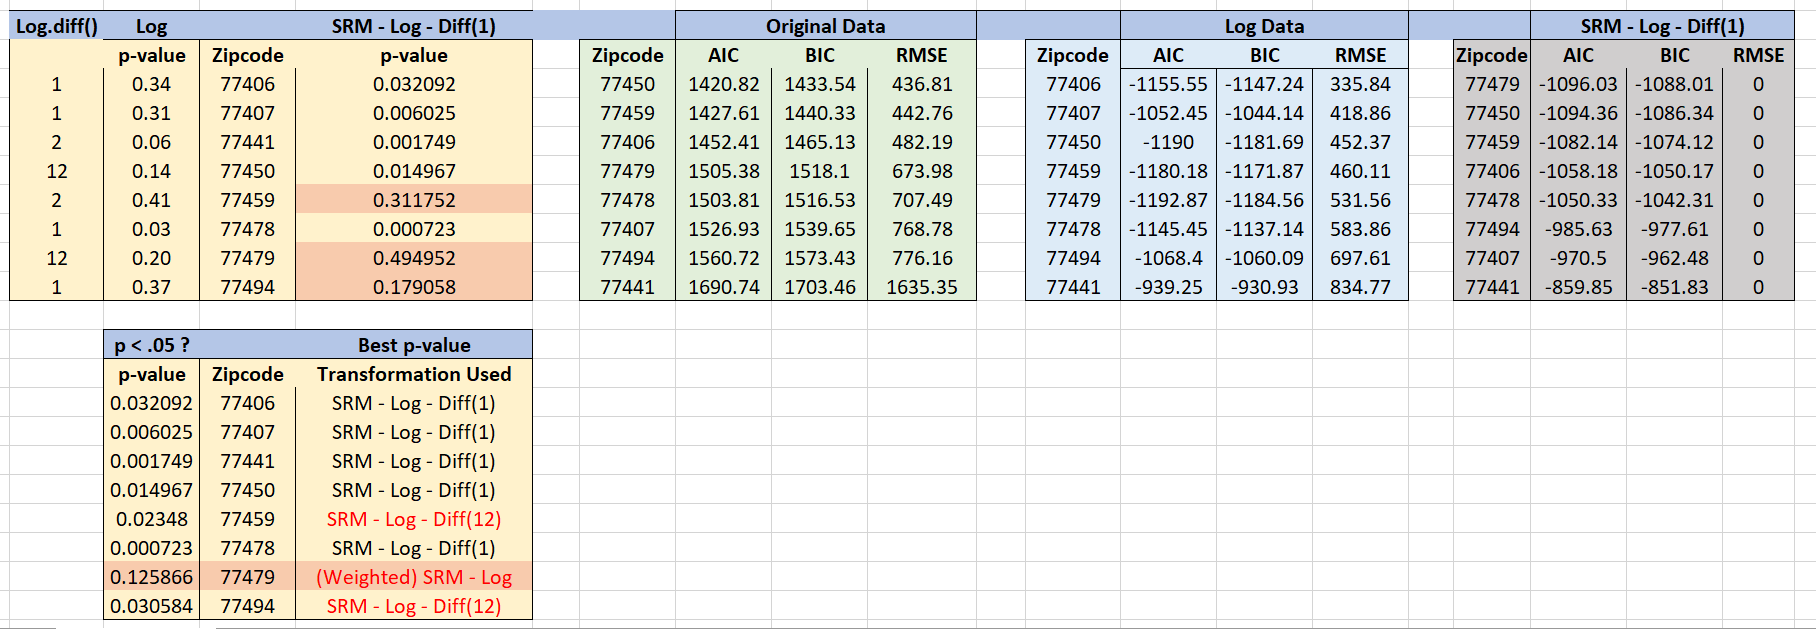 Log.diff() Log SRM - Log - Diff(1) Original Data Log Data SRM - Log - Diff(1)
p-value Zipcode p-value Zipcode AIC BIC RMSE Zipcode AIC BIC RMSE Zipcode AIC BIC RMSE
1 0.34 77406 0.032092 77450 1420.82 1433.54 436.81 77406 -1155.55 -1147.24 335.84 77479 -1096.03 -1088.01 0
1 0.31 77407 0.006025 77459 1427.61 1440.33 442.76 77407 -1052.45 -1044.14 418.86 77450 -1094.36 -1086.34 0
2 0.06 77441 0.001749 77406 1452.41 1465.13 482.19 77450 -1190 -1181.69 452.37 77459 -1082.14 -1074.12 0
12 0.14 77450 0.014967 77479 1505.38 1518.1 673.98 77459 -1180.18 -1171.87 460.11 77406 -1058.18 -1050.17 0
2 0.41 77459 0.311752 77478 1503.81 1516.53 707.49 77479 -1192.87 -1184.56 531.56 77478 -1050.33 -1042.31 0
1 0.03 77478 0.000723 77407 1526.93 1539.65 768.78 77478 -1145.45 -1137.14 583.86 77494 -985.63 -977.61 0
12 0.20 77479 0.494952 77494 1560.72 1573.43 776.16 77494 -1068.4 -1060.09 697.61 77407 -970.5 -962.48 0
1 0.37 77494 0.179058 77441 1690.74 1703.46 1635.35 77441 -939.25 -930.93 834.77 77441 -859.85 -851.83 0
p < .05 ? Best p-value
p-value Zipcode Transformation Used
0.032092 77406 SRM - Log - Diff(1)
0.006025 77407 SRM - Log - Diff(1)
0.001749 77441 SRM - Log - Diff(1)
0.014967 77450 SRM - Log - Diff(1)
0.02348 77459 SRM - Log - Diff(12)
0.000723 77478 SRM - Log - Diff(1)
0.125866 77479 (Weighted) SRM - Log
0.030584 77494 SRM - Log - Diff(12)